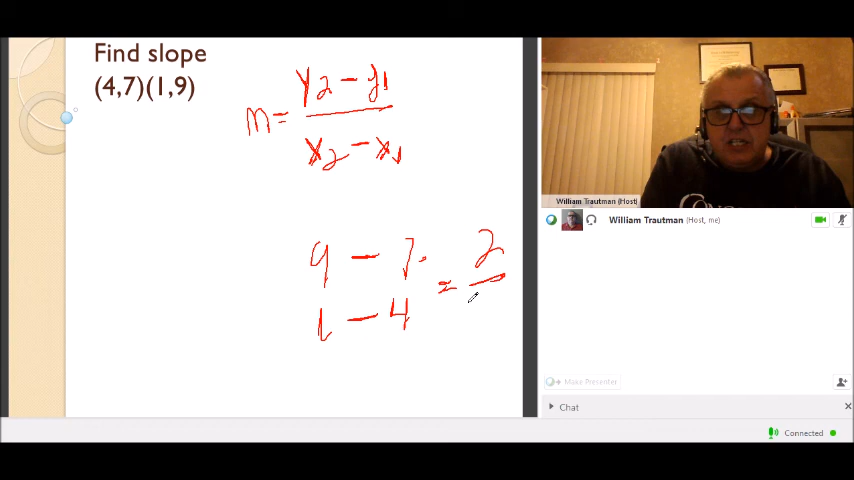 Find slope
(4,7)(1,9)
m = y2 - y1
x2 - x1
9 - 7
1 - 4
= 2
William Trautman (Host)
William Trautman (Host, me)
Make Presenter
Chat
Connected